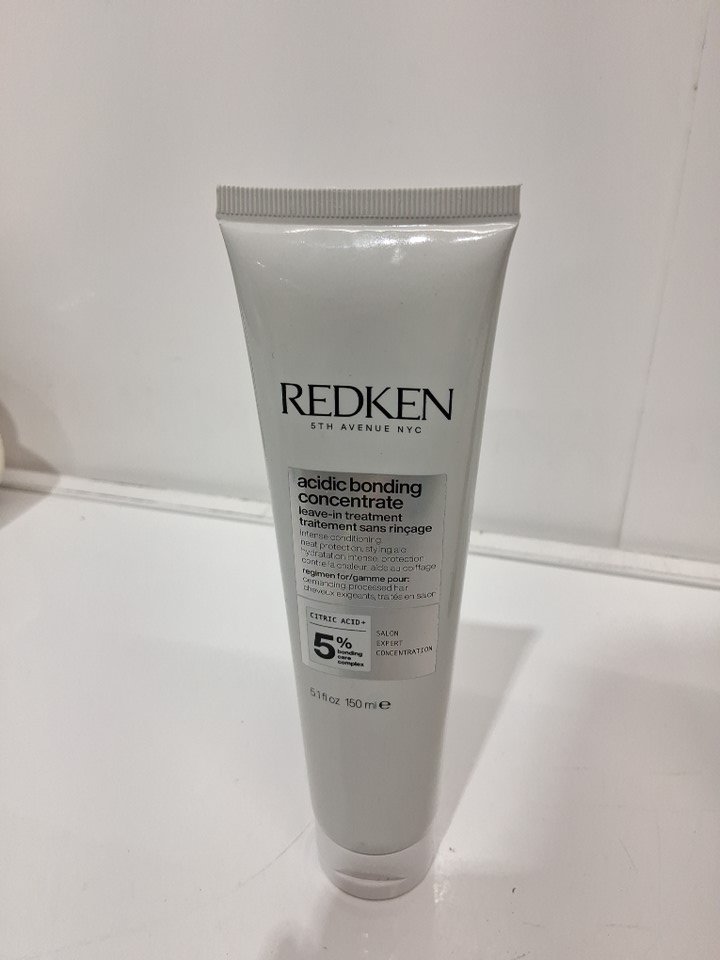 REDKEN
5TH AVENUE NYC
acidic bonding
concentrate
leave-in treatment
traitement sans rinçage
intense conditioning
heat protection, styling aid
hydratation intense, protection
contre la chaleur, aide au coiffage
regimen for/gamme pour:
demanding, processed hair
cheveux exigeants, traités en salon
CITRIC ACID+
5%
bonding
care
complex
SALON
EXPERT
CONCENTRATION
5.1 fl oz 150 ml e